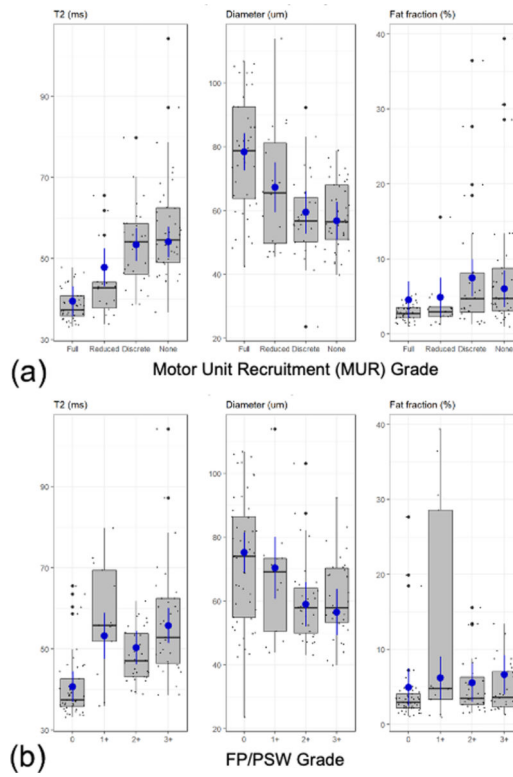 T2 (ms) Diameter (um) Fat fraction (%)
90 120 40
100 30
70
80 20
50 60 10
40
0
30 20
Full Reduced Discrete None Full Reduced Discrete None Full Reduced Discrete None
(a) Motor Unit Recruitment (MUR) Grade
T2 (ms) Diameter (um) Fat fraction (%)
120 40
90
100 30
70
80 20
60
50 10
40
30 20 0
0 1+ 2+ 3+ 0 1+ 2+ 3+ 0 1+ 2+ 3+
(b) FP/PSW Grade